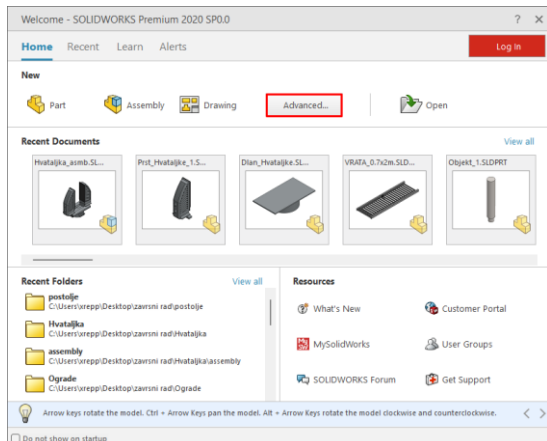 Welcome - SOLIDWORKS Premium 2020 SP0.0
Home Recent Learn Alerts
Log In
New
Part Assembly Drawing Advanced... Open
Recent Documents View all
Hvataljka_asmb.SL... Prst_Hvataljke_1.S... Dlan_Hvataljke.SL... VRATA_0.7x2m.SLD... Objekt_1.SLDPRT
Recent Folders View all
postolje
C:\Users\xrepp\Desktop\zavrsni rad\postolje
Hvataljka
C:\Users\xrepp\Desktop\zavrsni rad\Hvataljka
assembly
C:\Users\xrepp\Desktop\zavrsni rad\Hvataljka\assembly
Ograde
C:\Users\xrepp\Desktop\zavrsni rad\Ograde
Resources
What's New Customer Portal
MySolidWorks User Groups
SOLIDWORKS Forum Get Support
Arrow keys rotate the model. Ctrl + Arrow Keys pan the model. Alt + Arrow Keys rotate the model clockwise and counterclockwise.
Do not show on startup